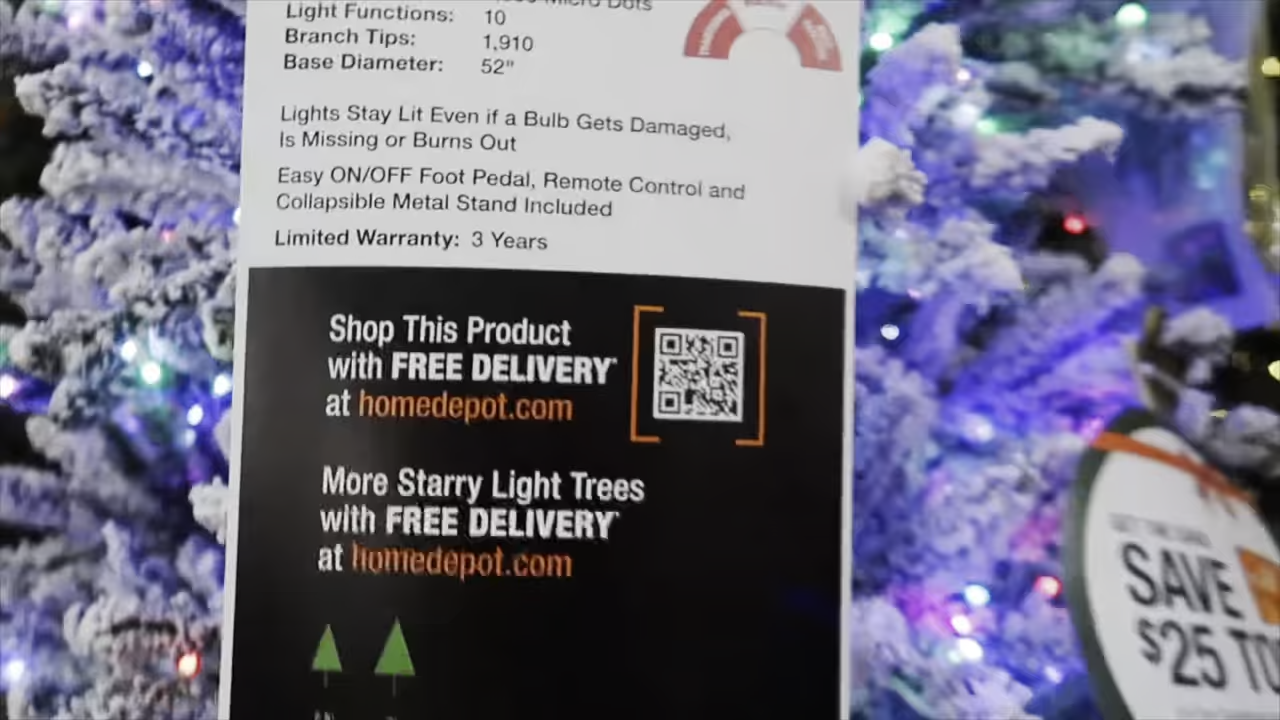 Micro Dots
Light Functions: 10
Branch Tips: 1,910
Base Diameter: 52"
Lights Stay Lit Even if a Bulb Gets Damaged,
Is Missing or Burns Out
Easy ON/OFF Foot Pedal, Remote Control and
Collapsible Metal Stand Included
Limited Warranty: 3 Years
Shop This Product
with FREE DELIVERY*
at homedepot.com
More Starry Light Trees
with FREE DELIVERY*
at homedepot.com
SAVE
$25 TO